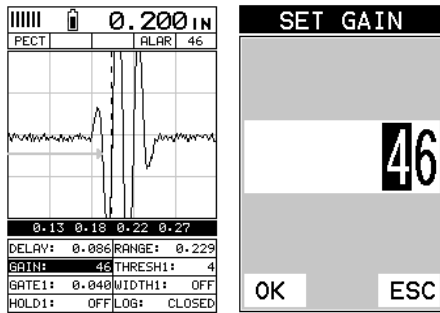 0.200 IN
PECT ALAR 46
0.13 0.18 0.22 0.27
DELAY: 0.086 RANGE: 0.229
GAIN: 46 THRESH1: 4
GATE1: 0.040 WIDTH1: OFF
HOLD1: OFF LOG: CLOSED
SET GAIN
46
OK ESC